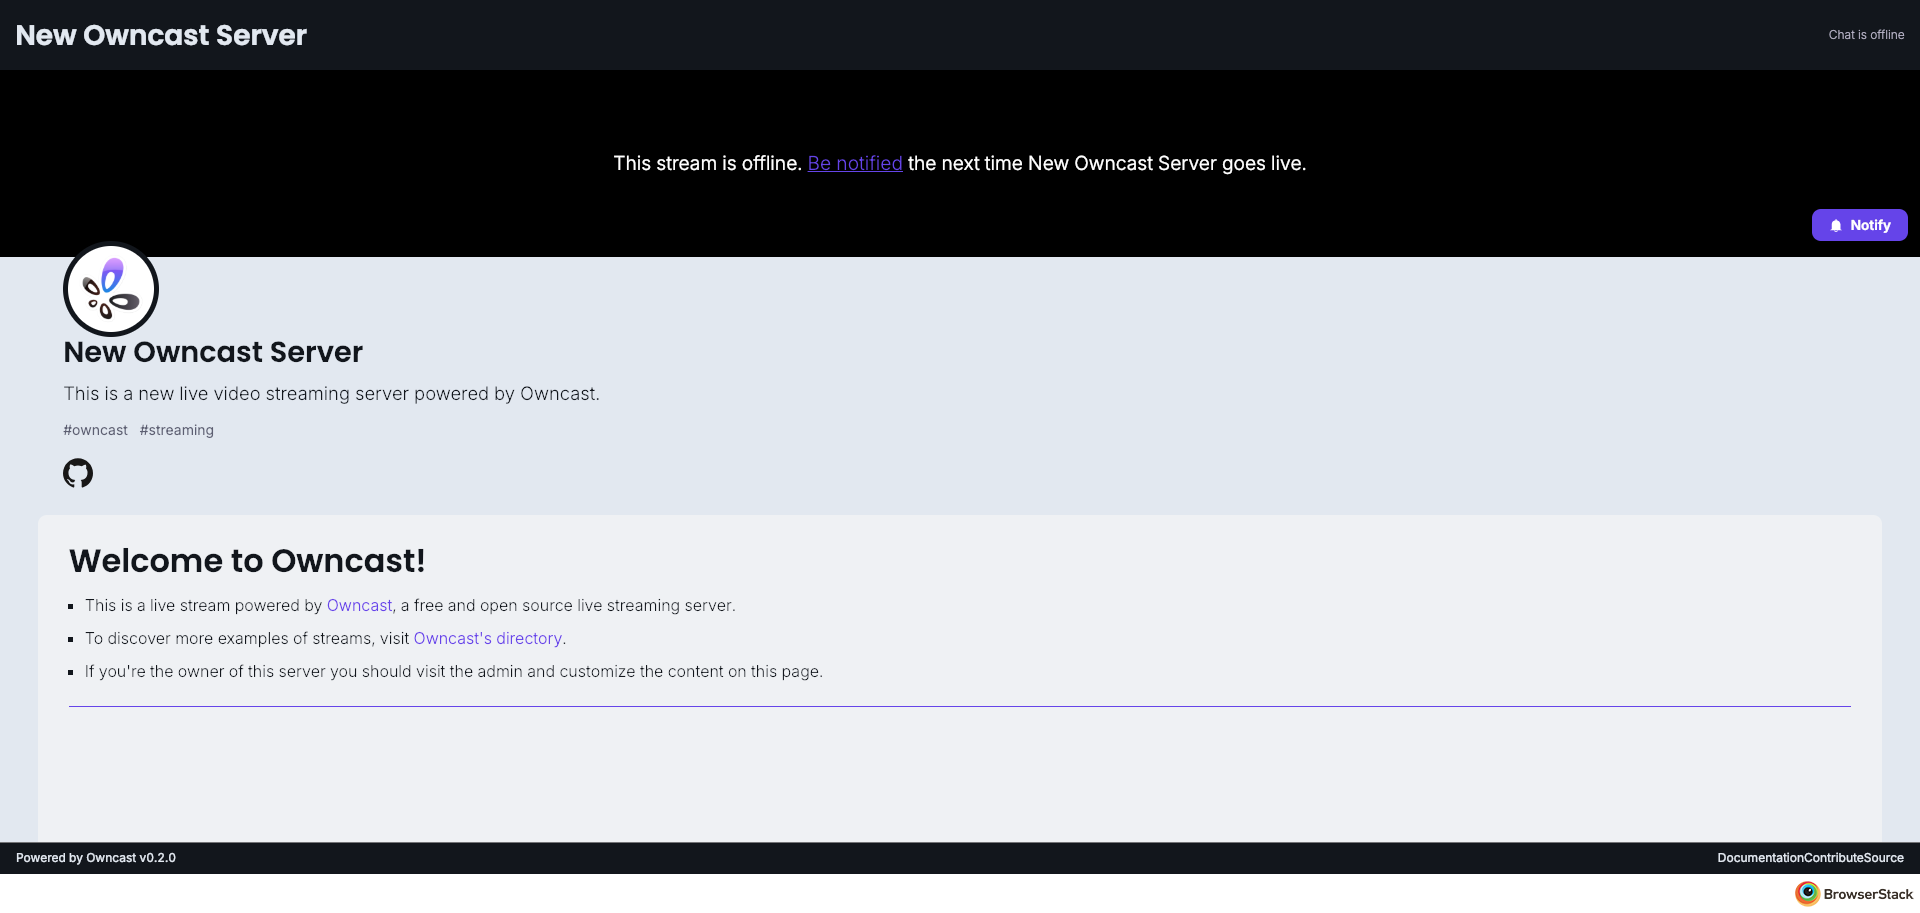 New Owncast Server
Chat is offline
This stream is offline. Be notified the next time New Owncast Server goes live.
Notify
New Owncast Server
This is a new live video streaming server powered by Owncast.
#owncast #streaming
Welcome to Owncast!
This is a live stream powered by Owncast, a free and open source live streaming server.
To discover more examples of streams, visit Owncast's directory.
If you're the owner of this server you should visit the admin and customize the content on this page.
Powered by Owncast v0.2.0
DocumentationContributeSource
BrowserStack